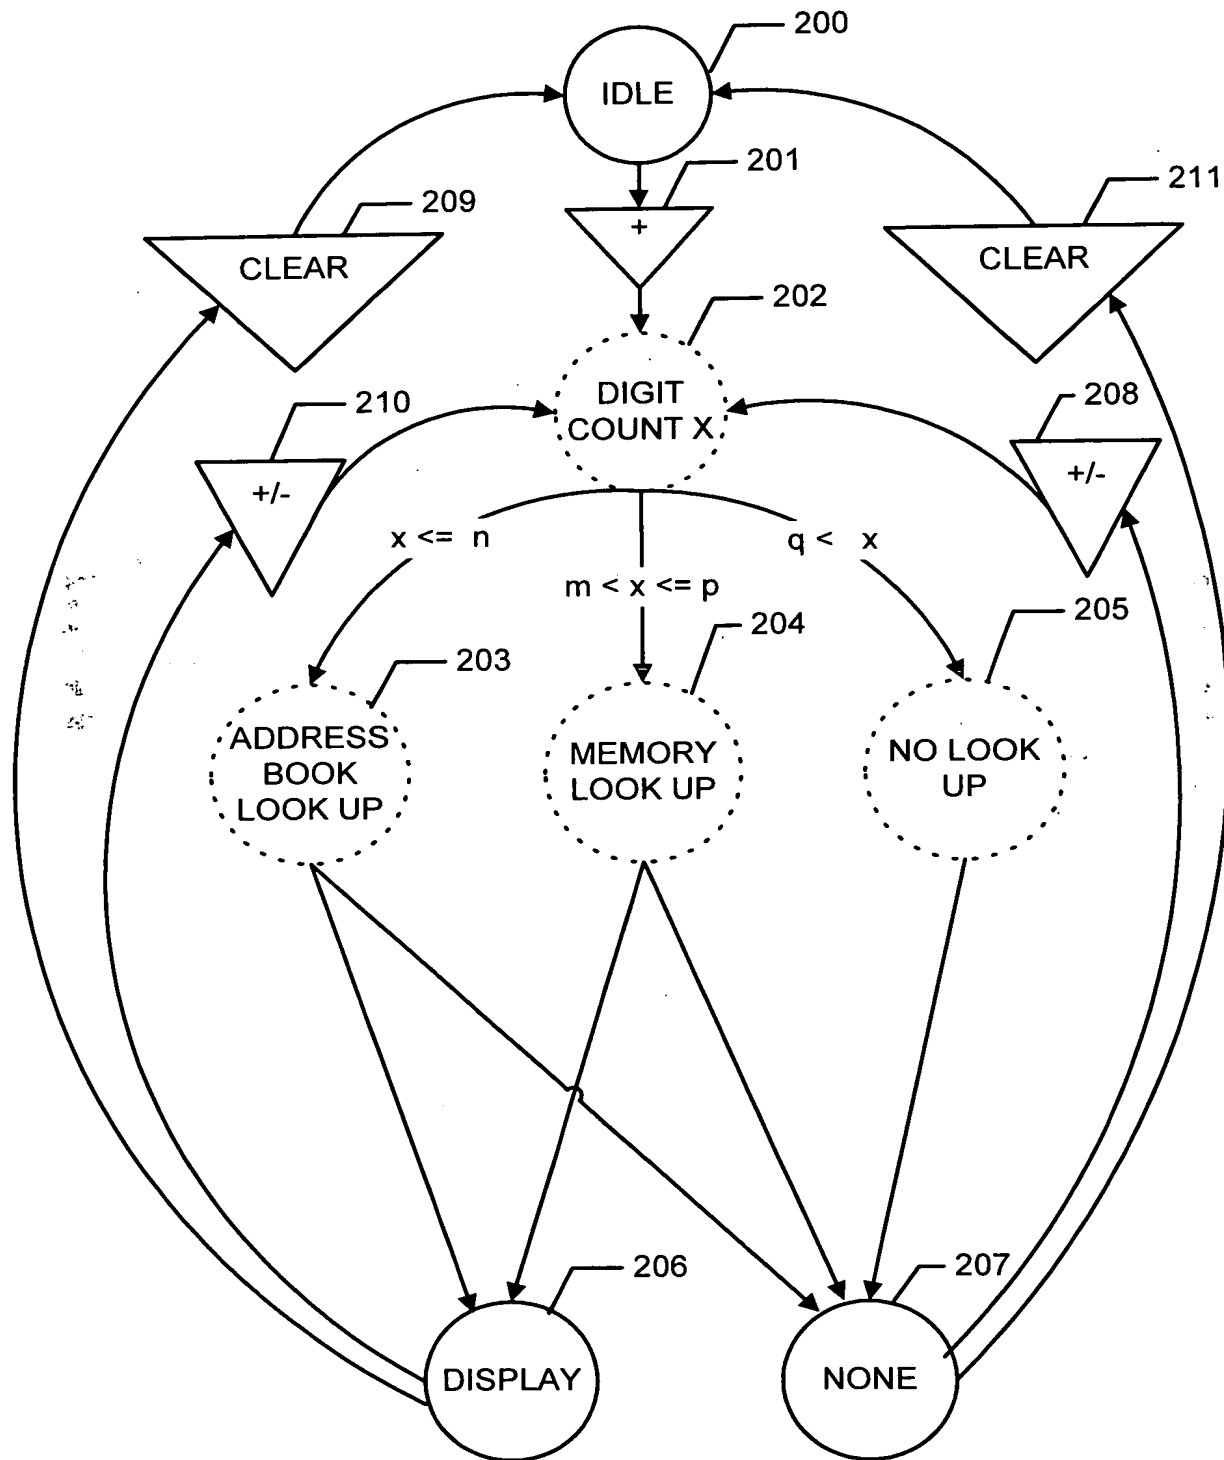 200
IDLE
201
+
209
CLEAR
211
CLEAR
202
DIGIT
COUNT X
210
+/-
208
+/-
x <= n
m < x <= p
q < x
203
ADDRESS
BOOK
LOOK UP
204
MEMORY
LOOK UP
205
NO LOOK
UP
206
DISPLAY
207
NONE